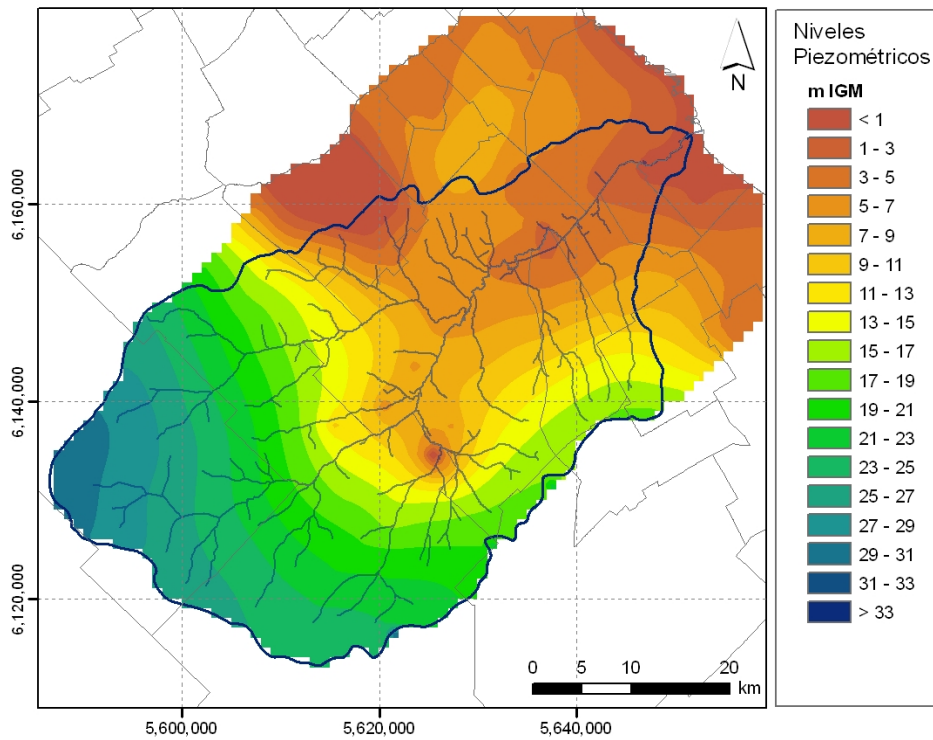 Niveles
Piezométricos
m IGM
< 1
1 - 3
3 - 5
5 - 7
7 - 9
9 - 11
11 - 13
13 - 15
15 - 17
17 - 19
19 - 21
21 - 23
23 - 25
25 - 27
27 - 29
29 - 31
31 - 33
> 33
N
6,160,000
6,140,000
6,120,000
0 5 10 20
km
5,600,000 5,620,000 5,640,000